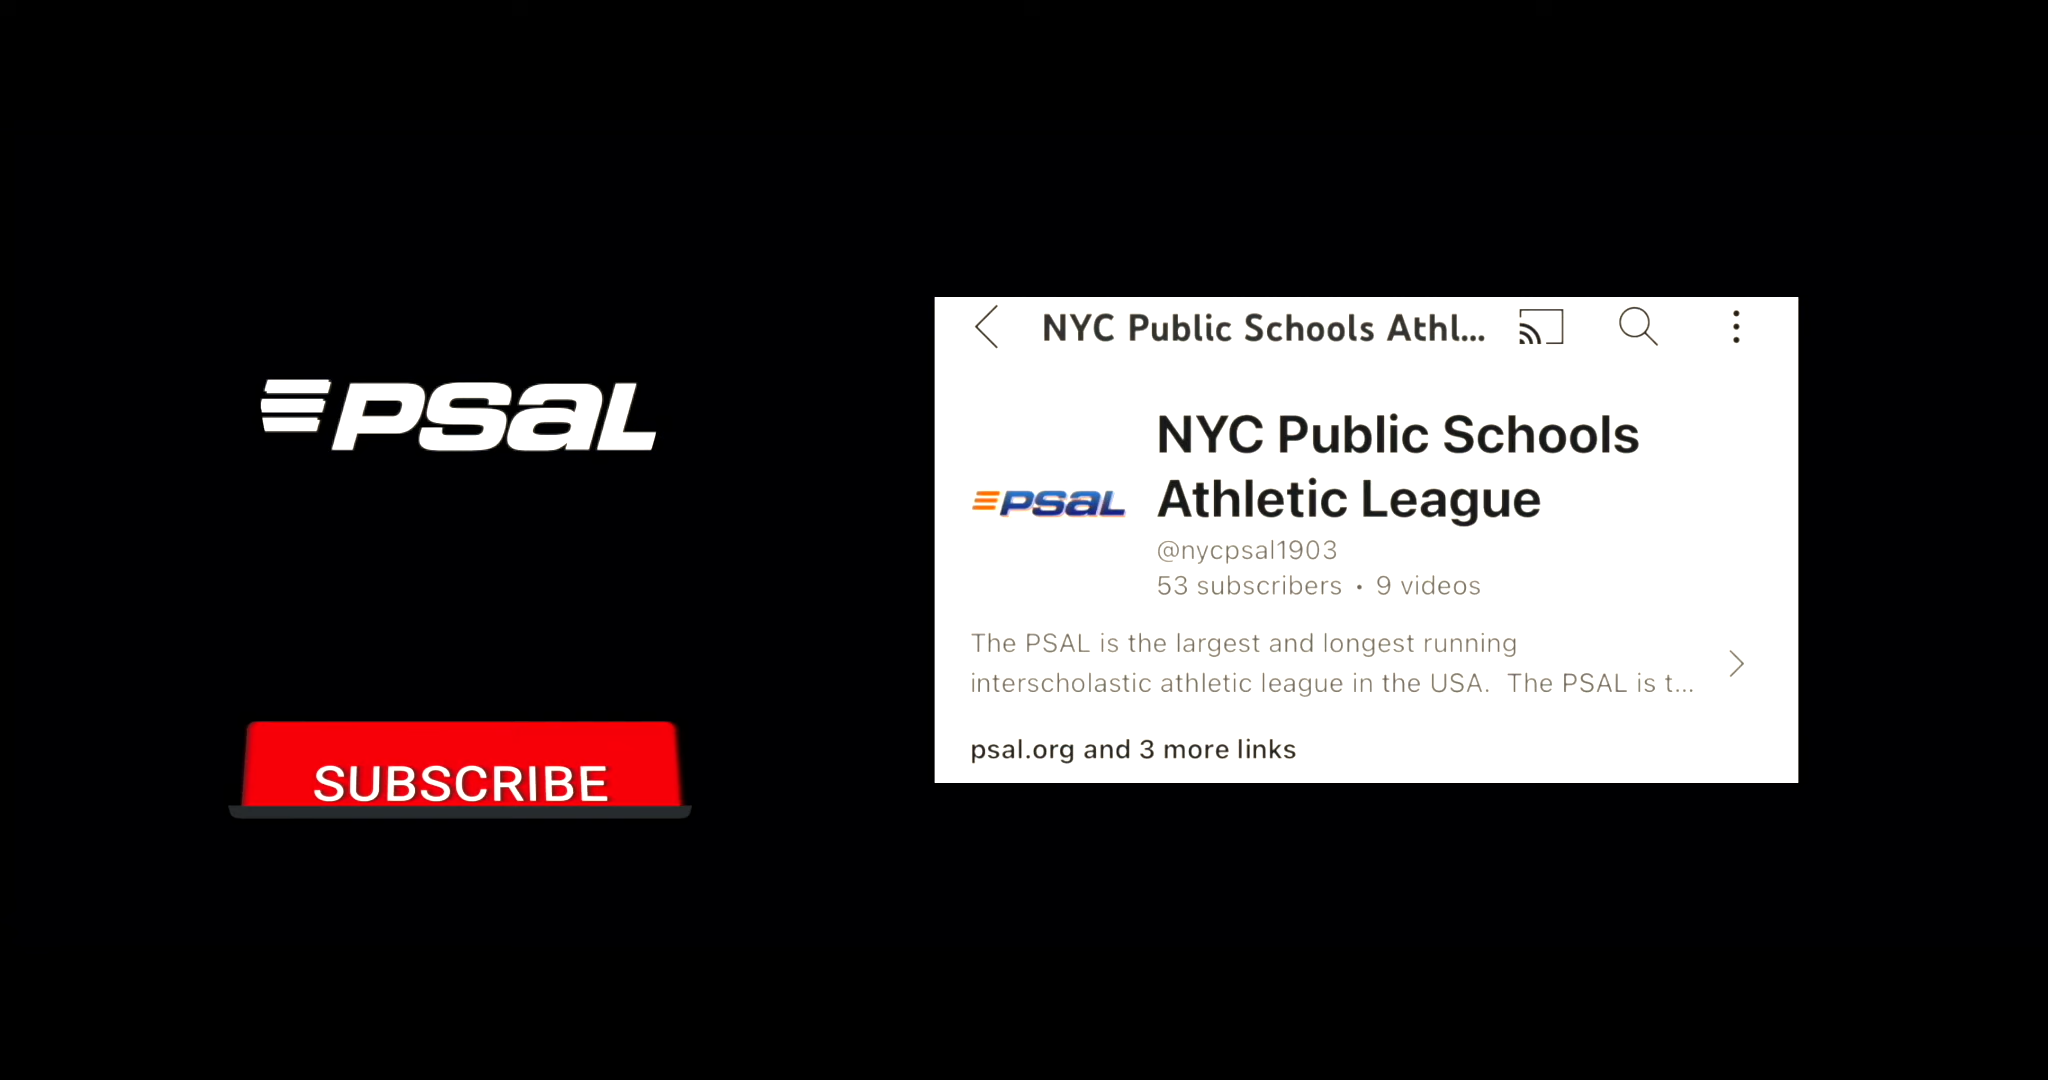 PSAL
SUBSCRIBE
NYC Public Schools Athl...
NYC Public Schools
Athletic League
PSAL
@nycpsal1903
53 subscribers • 9 videos
The PSAL is the largest and longest running
interscholastic athletic league in the USA. The PSAL is t...
psal.org and 3 more links